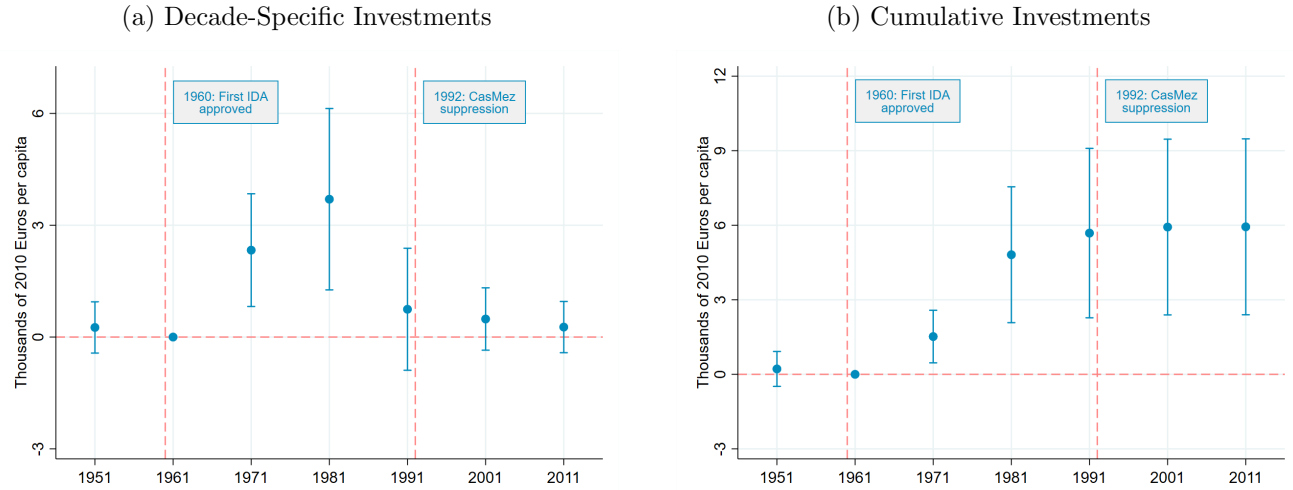 (a) Decade-Specific Investments
Thousands of 2010 Euros per capita
6
3
0
-3
1960: First IDA
approved
1992: CasMez
suppression
1951 1961 1971 1981 1991 2001 2011
(b) Cumulative Investments
Thousands of 2010 Euros per capita
12
9
6
3
0
-3
1960: First IDA
approved
1992: CasMez
suppression
1951 1961 1971 1981 1991 2001 2011